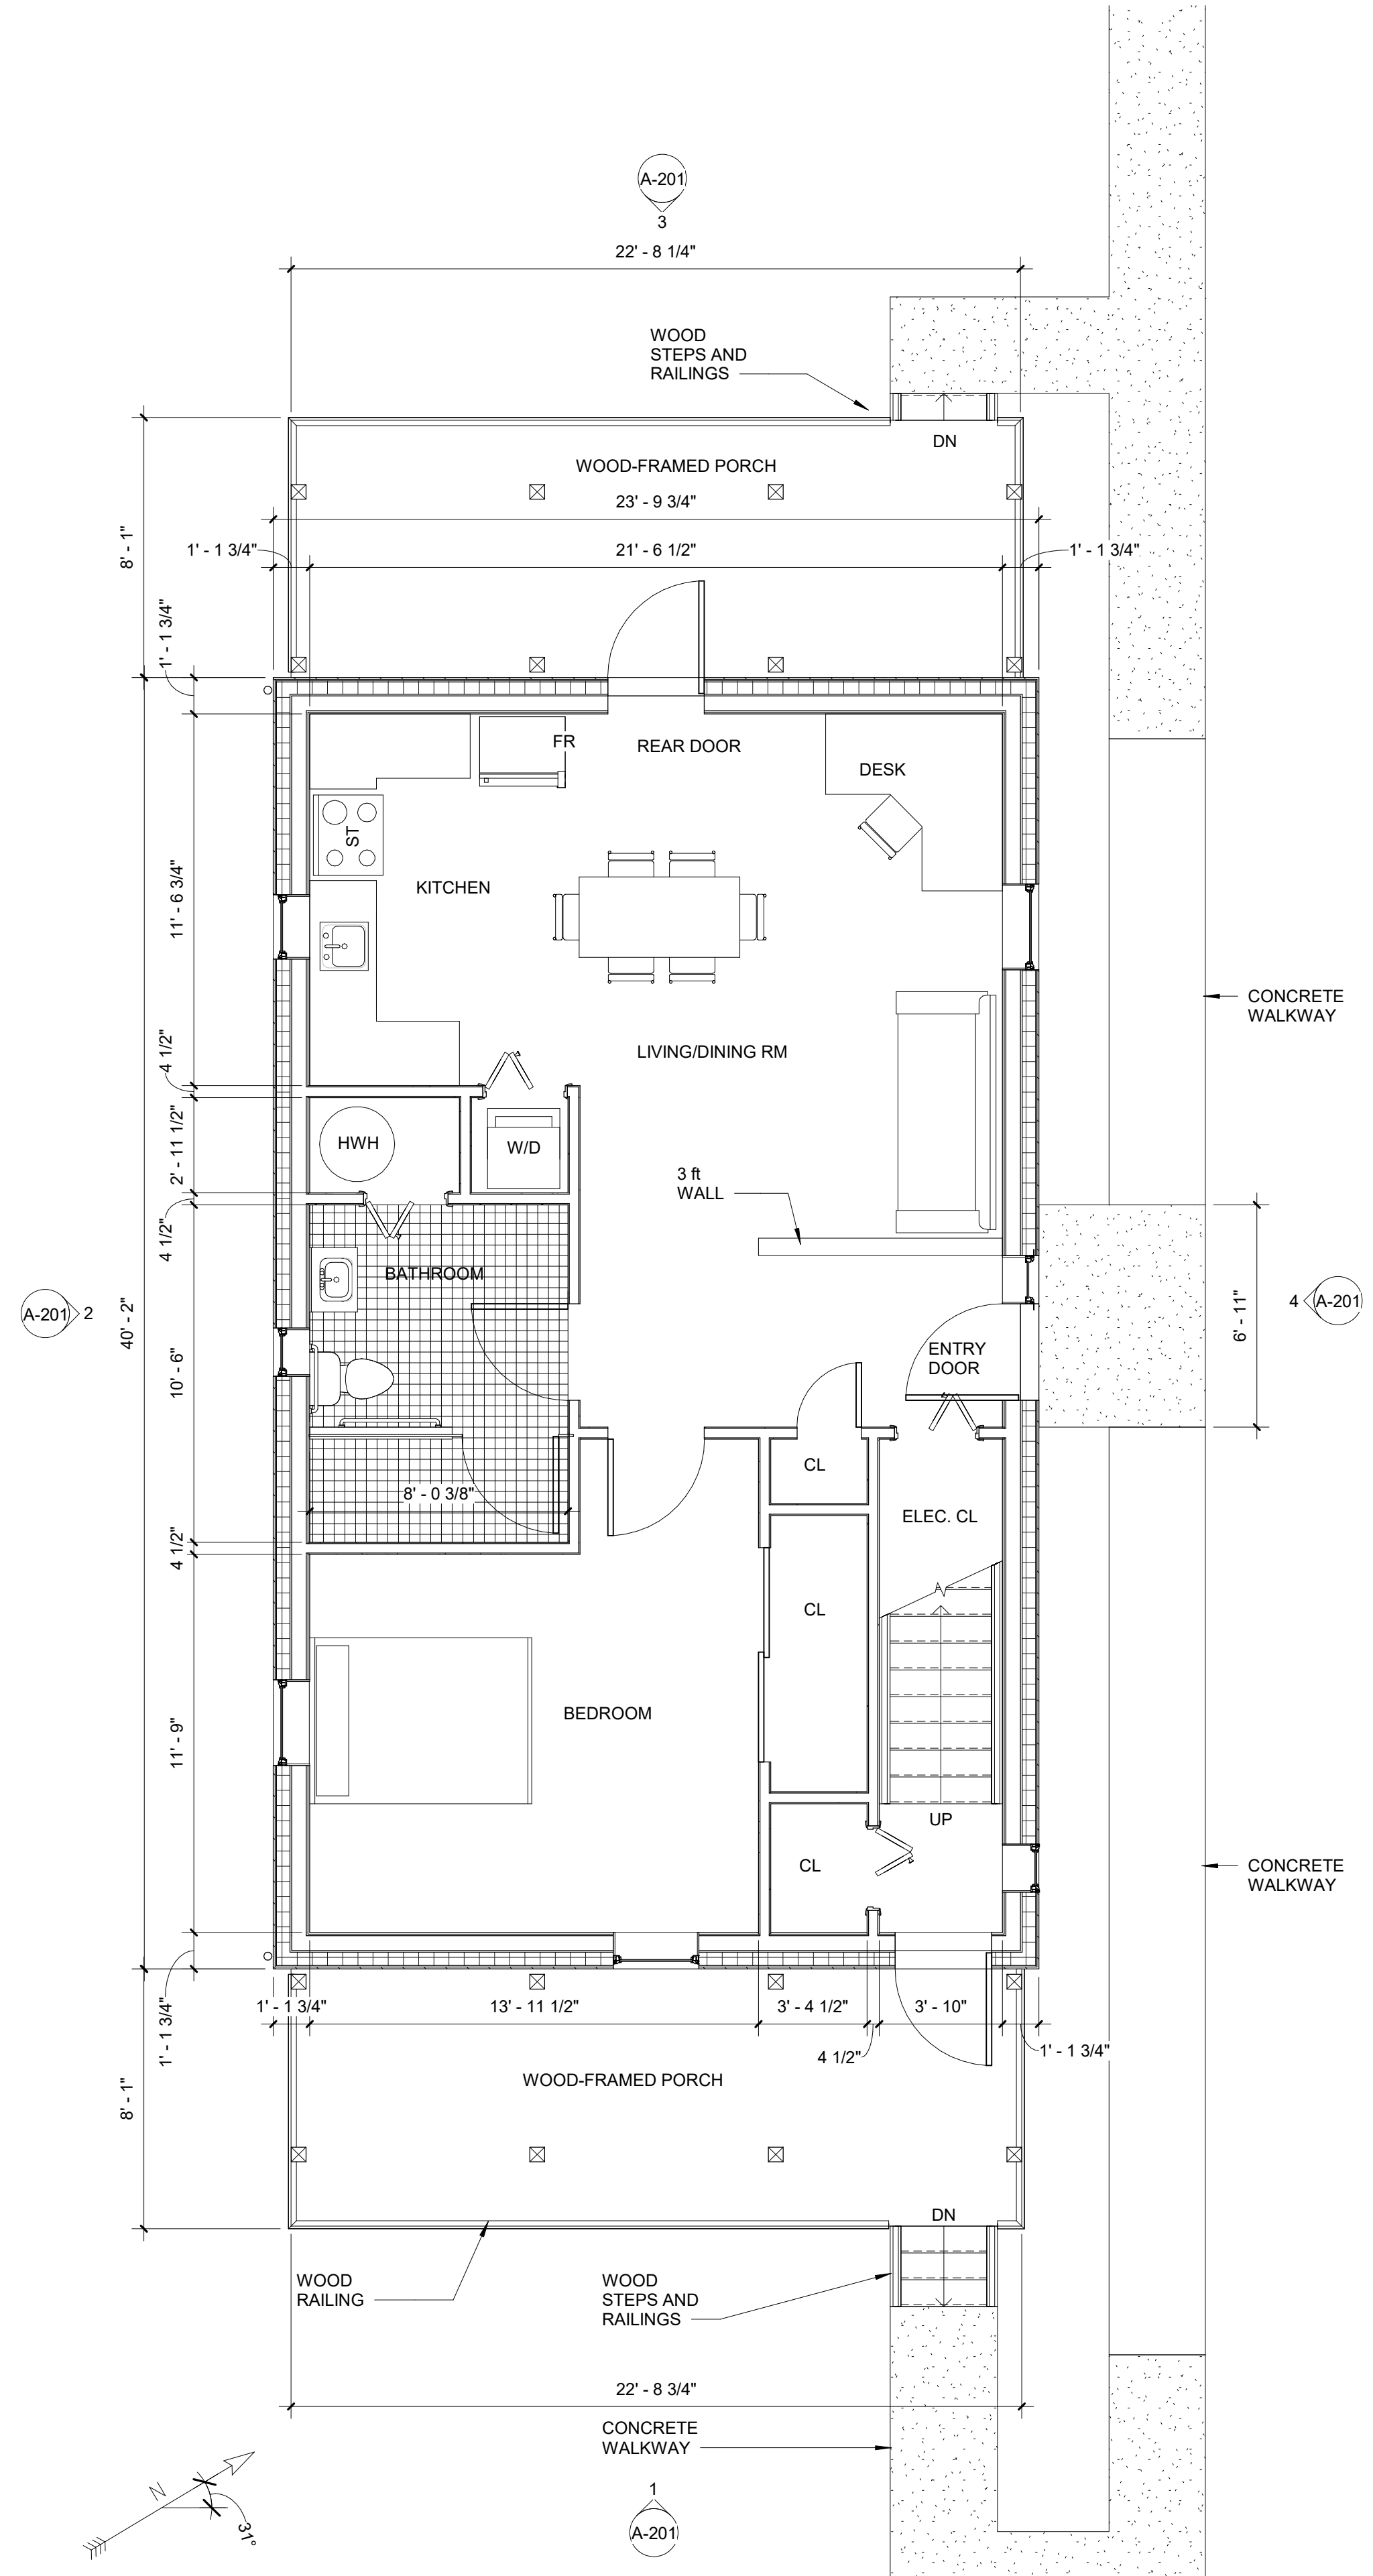 A-201
3
22' - 8 1/4"
WOOD
STEPS AND
RAILINGS
DN
WOOD-FRAMED PORCH
23' - 9 3/4"
8' - 1"
1' - 1 3/4"
21' - 6 1/2"
1' - 1 3/4"
1' - 1 3/4"
FR
REAR DOOR
DESK
ST
KITCHEN
11' - 6 3/4"
CONCRETE
WALKWAY
LIVING/DINING RM
4 1/2"
HWH
W/D
2' - 11 1/2"
3 ft
WALL
4 1/2"
BATHROOM
A-201
2
40' - 2"
10' - 6"
6' - 11"
4
A-201
ENTRY
DOOR
CL
8' - 0 3/8"
ELEC. CL
4 1/2"
CL
BEDROOM
11' - 9"
UP
CL
CONCRETE
WALKWAY
1' - 1 3/4"
1' - 1 3/4"
13' - 11 1/2"
3' - 4 1/2"
3' - 10"
4 1/2"
1' - 1 3/4"
WOOD-FRAMED PORCH
8' - 1"
DN
WOOD
RAILING
WOOD
STEPS AND
RAILINGS
22' - 8 3/4"
CONCRETE
WALKWAY
N
31°
1
A-201